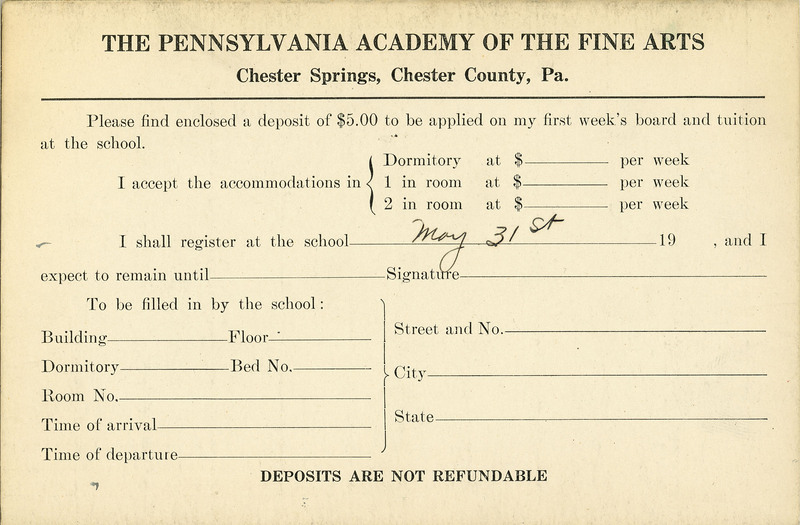 THE PENNSYLVANIA ACADEMY OF THE FINE ARTS
Chester Springs, Chester County, Pa.
Please find enclosed a deposit of $5.00 to be applied on my first week's board and tuition
at the school.
I accept the accommodations in { Dormitory at $ per week
1 in room at $ per week
2 in room at $ per week
I shall register at the school May 31st 19 , and I
expect to remain until Signature
To be filled in by the school:
Building Floor
Dormitory Bed No.
Room No.
Time of arrival
Time of departure
Street and No.
City
State
DEPOSITS ARE NOT REFUNDABLE